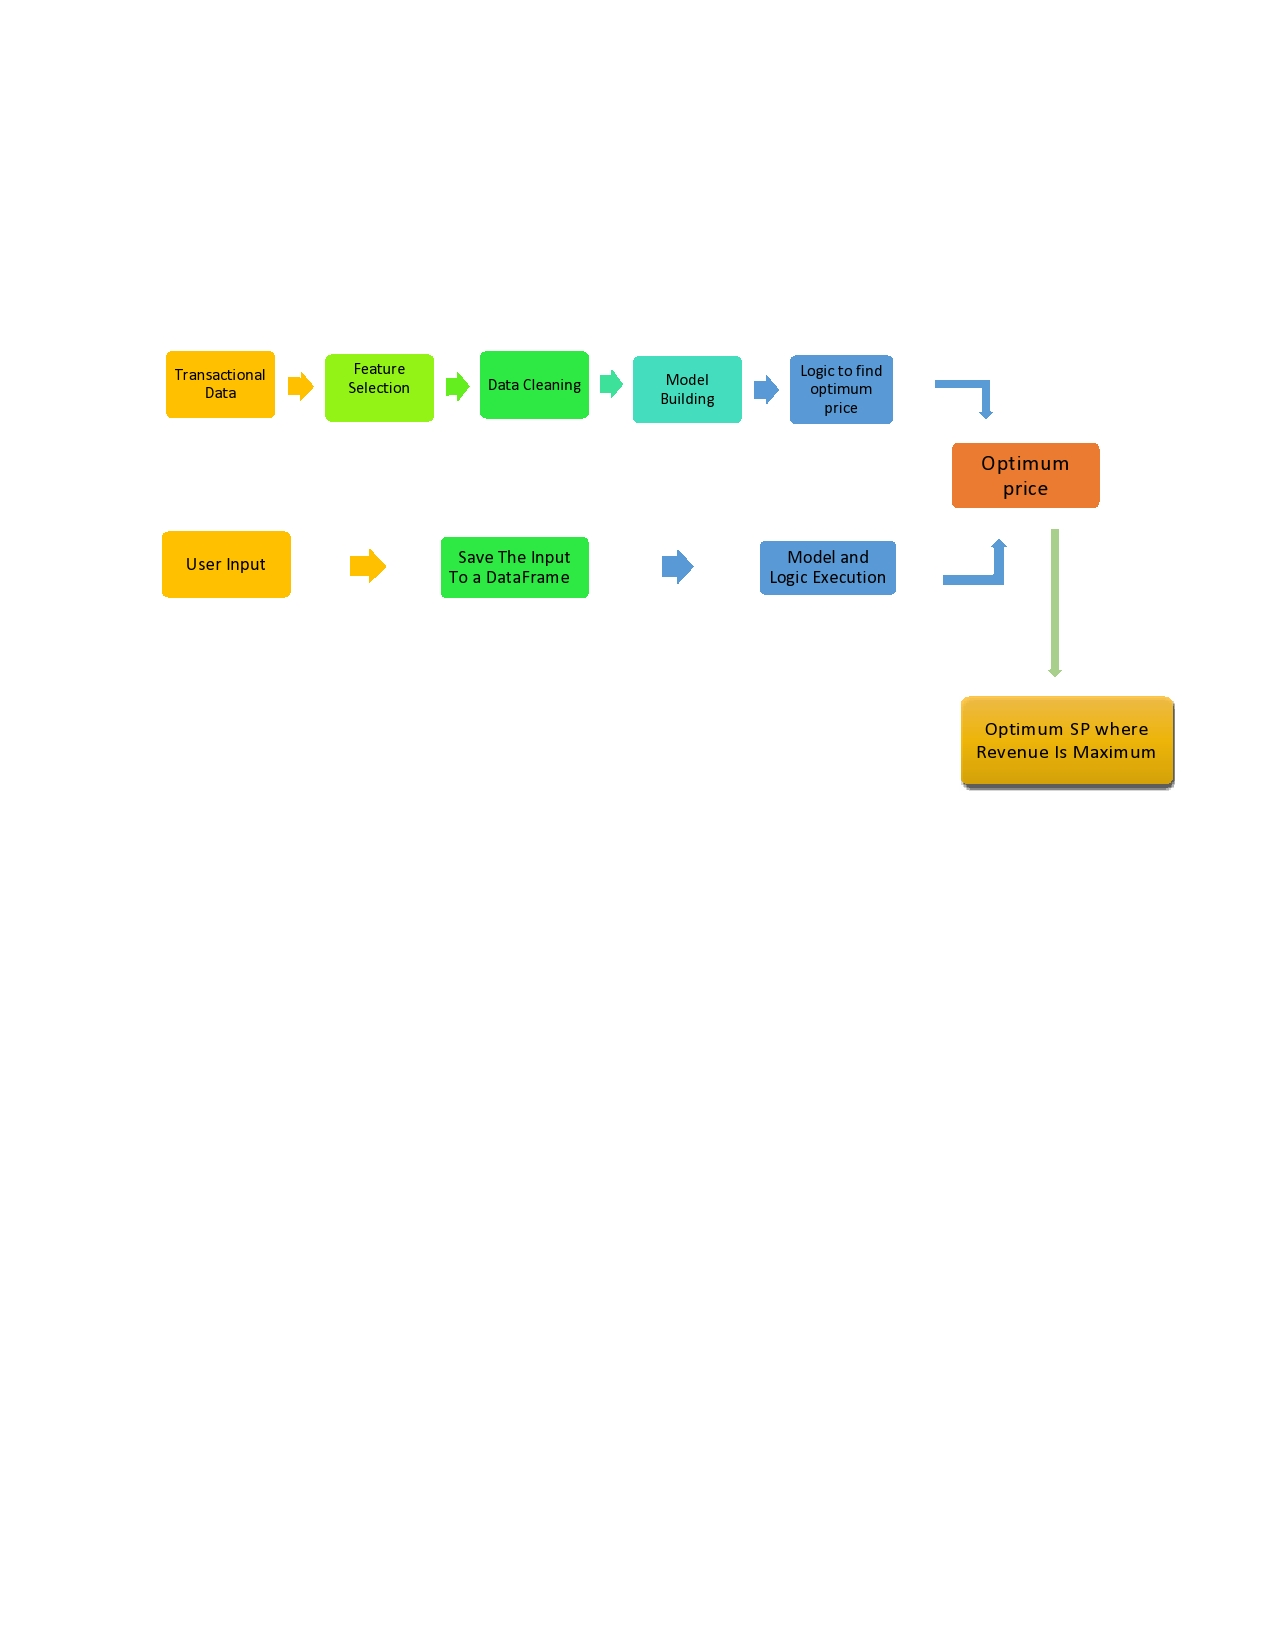 Transactional
Data
Feature
Selection
Data Cleaning
Model
Building
Logic to find
optimum
price
Optimum
price
User Input
Save The Input
To a DataFrame
Model and
Logic Execution
Optimum SP where
Revenue Is Maximum